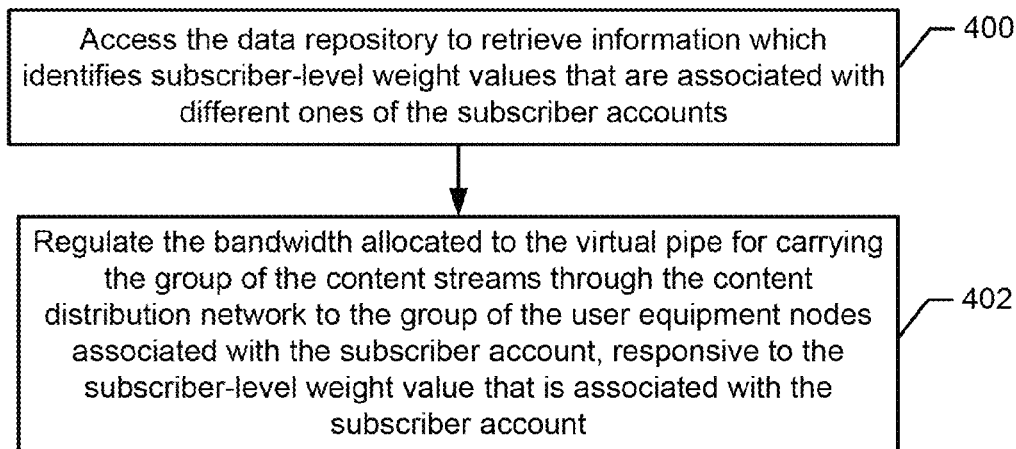 Access the data repository to retrieve information which
identifies subscriber-level weight values that are associated with
different ones of the subscriber accounts
400
Regulate the bandwidth allocated to the virtual pipe for carrying
the group of the content streams through the content
distribution network to the group of the user equipment nodes
associated with the subscriber account, responsive to the
subscriber-level weight value that is associated with the
subscriber account
402